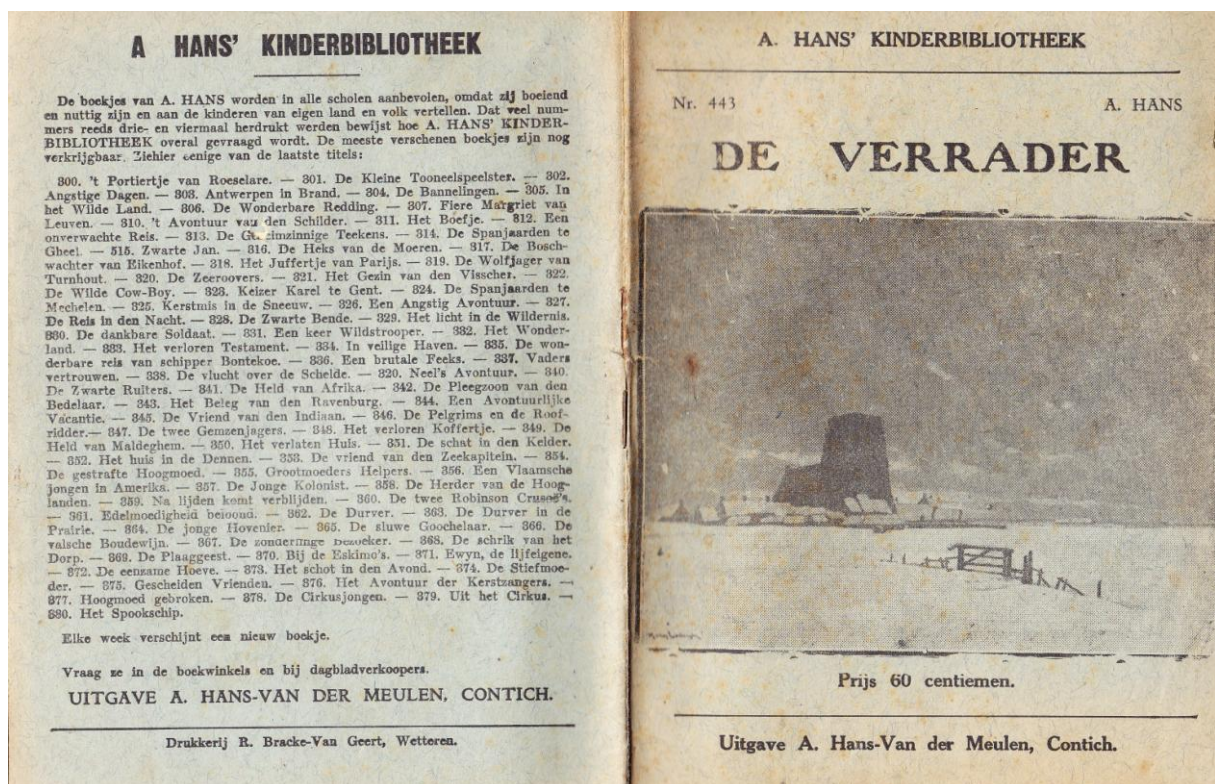 A HANS' KINDERBIBLIOTHEEK
De boekjes van A. HANS worden in alle scholen aanbevolen, omdat zij boeiend
en nuttig zijn en aan de kinderen van eigen land en volk vertellen. Dat veel num-
mers reeds drie- en viermaal herdrukt werden bewijst hoe A. HANS' KINDER-
BIBLIOTHEEK overal gevraagd wordt. De meeste verschenen boekjes zijn nog
verkrijgbaar. Ziehier eenige van de laatste titels:
300. 't Portiertje van Roeselare. — 301. De Kleine Tooneelspeelster. — 302.
Angstige Dagen. — 303. Antwerpen in Brand. — 304. De Bannelingen. — 305. In
het Wilde Land. — 306. De Wonderbare Redding. — 307. Fiere Margriet van
Leuven. — 310. 't Avontuur van den Schilder. — 311. Het Boefje. — 312. Een
onverwachte Reis. — 313. De Geheimzinnige Teekens. — 314. De Spanjaarden te
Gheel. — 315. Zwarte Jan. — 316. De Heks van de Moeren. — 317. De Bosch-
wachter van Eikenhof. — 318. Het Juffertje van Parijs. — 319. De Wolfjager van
Turnhout. — 320. De Zeeroovers. — 321. Het Gezin van den Visscher. — 322.
De Wilde Cow-Boy. — 323. Keizer Karel te Gent. — 324. De Spanjaarden te
Mechelen. — 325. Kerstmis in de Sneeuw. — 326. Een Angstig Avontuur. — 327.
De Reis in den Nacht. — 328. De Zwarte Bende. — 329. Het licht in de Wildernis.
330. De dankbare Soldaat. — 331. Een keer Wildstrooper. — 332. Het Wonder-
land. — 333. Het verloren Testament. — 334. In veilige Haven. — 335. De won-
derbare reis van schipper Bontekoe. — 336. Een brutale Feeks. — 337. Vaders
vertrouwen. — 338. De vlucht over de Schelde. — 320. Neel's Avontuur. — 340.
De Zwarte Ruiters. — 341. De Held van Afrika. — 342. De Pleegzoon van den
Bedelaar. — 343. Het Beleg van den Ravenburg. — 344. Een Avontuurlijke
Vacantie. — 345. De Vriend van den Indiaan. — 346. De Pelgrims en de Roof-
ridder.— 347. De twee Gemzenjagers. — 348. Het verloren Koffertje. — 349. De
Held van Maldeghem. — 350. Het verlaten Huis. — 351. De schat in den Kelder.
— 352. Het huis in de Dennen. — 353. De vriend van den Zeekapitein. — 354.
De gestrafte Hoogmoed. — 355. Grootmoeders Helpers. — 356. Een Vlaamsche
jongen in Amerika. — 357. De Jonge Kolonist. — 358. De Herder van de Hoog-
landen. — 359. Na lijden komt verblijden. — 360. De twee Robinson Crusoë's.
— 361. Edelmoedigheid beloond. — 362. De Durver. — 363. De Durver in de
Prairie. — 364. De jonge Hovenier. — 365. De sluwe Goochelaar. — 366. De
valsche Boudewijn. — 367. De zonderlinge bezoeker. — 368. De schrik van het
Dorp. — 369. De Plaaggeest. — 370. Bij de Eskimo's. — 371. Ewyn, de lijfeigene.
— 372. De eenzame Hoeve. — 373. Het schot in den Avond. — 374. De Stiefmoe-
der. — 375. Gescheiden Vrienden. — 376. Het Avontuur der Kerstzangers. —
377. Hoogmoed gebroken. — 378. De Cirkusjongen. — 379. Uit het Cirkus. —
380. Het Spookschip.
Elke week verschijnt een nieuw boekje.
Vraag ze in de boekwinkels en bij dagbladverkoopers.
UITGAVE A. HANS-VAN DER MEULEN, CONTICH.
Drukkerij R. Bracke-Van Geert, Wetteren.
A. HANS' KINDERBIBLIOTHEEK
Nr. 443 A. HANS
DE VERRADER
Prijs 60 centiemen.
Uitgave A. Hans-Van der Meulen, Contich.